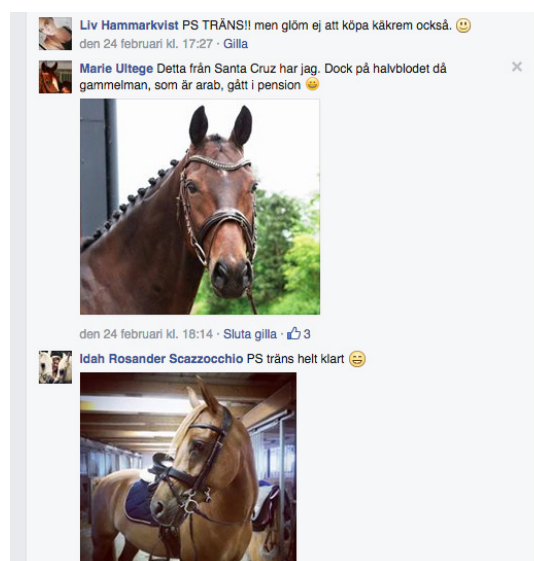 Liv Hammarkvist PS TRÄNS!! men glöm ej att köpa käkrem också.
den 24 februari kl. 17:27 · Gilla
Marie Ultege Detta från Santa Cruz har jag. Dock på halvblodet då
gammelman, som är arab, gått i pension
den 24 februari kl. 18:14 · Sluta gilla · 3
Idah Rosander Scazzocchio PS träns helt klart